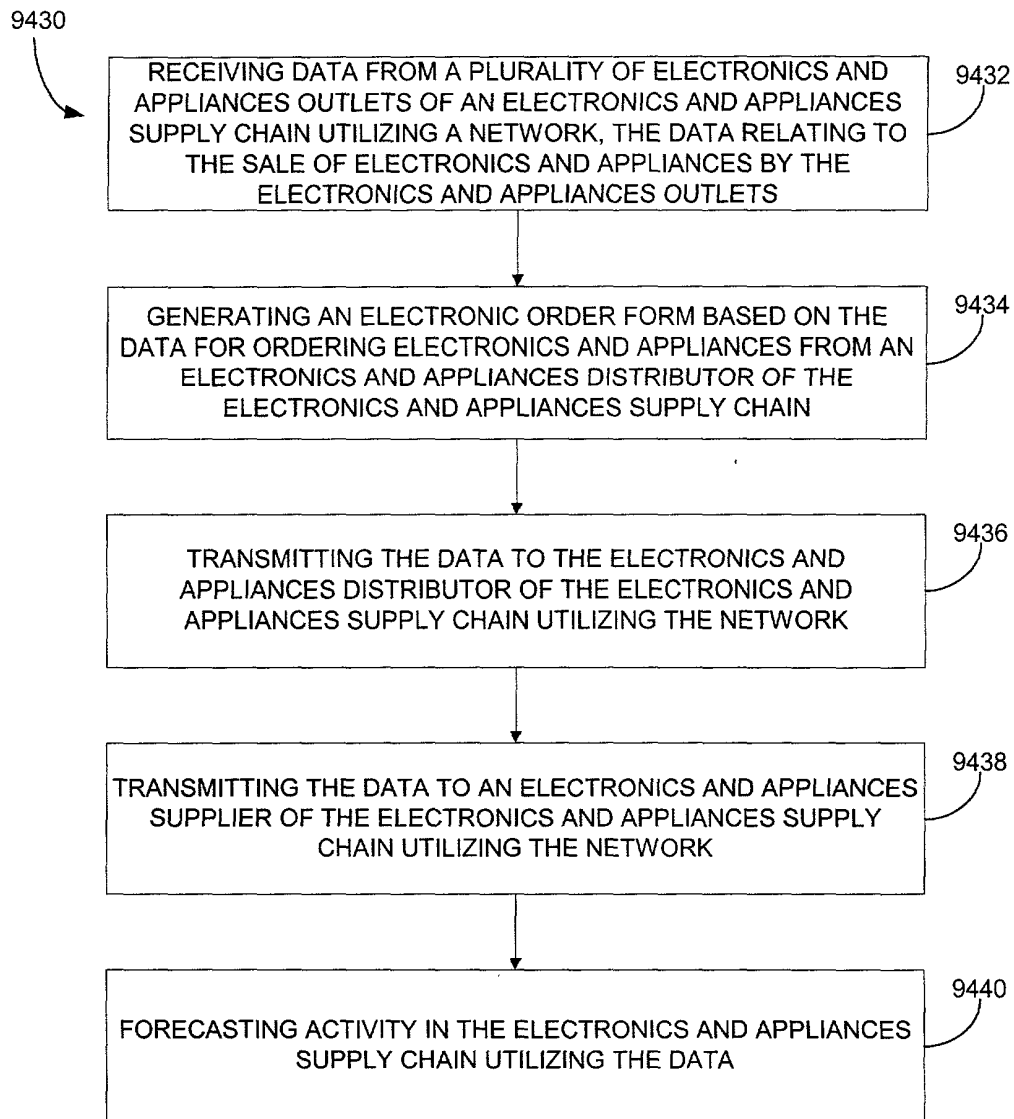 9430
RECEIVING DATA FROM A PLURALITY OF ELECTRONICS AND
APPLIANCES OUTLETS OF AN ELECTRONICS AND APPLIANCES
SUPPLY CHAIN UTILIZING A NETWORK, THE DATA RELATING TO
THE SALE OF ELECTRONICS AND APPLIANCES BY THE
ELECTRONICS AND APPLIANCES OUTLETS
9432
GENERATING AN ELECTRONIC ORDER FORM BASED ON THE
DATA FOR ORDERING ELECTRONICS AND APPLIANCES FROM AN
ELECTRONICS AND APPLIANCES DISTRIBUTOR OF THE
ELECTRONICS AND APPLIANCES SUPPLY CHAIN
9434
TRANSMITTING THE DATA TO THE ELECTRONICS AND
APPLIANCES DISTRIBUTOR OF THE ELECTRONICS AND
APPLIANCES SUPPLY CHAIN UTILIZING THE NETWORK
9436
TRANSMITTING THE DATA TO AN ELECTRONICS AND APPLIANCES
SUPPLIER OF THE ELECTRONICS AND APPLIANCES SUPPLY
CHAIN UTILIZING THE NETWORK
9438
FORECASTING ACTIVITY IN THE ELECTRONICS AND APPLIANCES
SUPPLY CHAIN UTILIZING THE DATA
9440